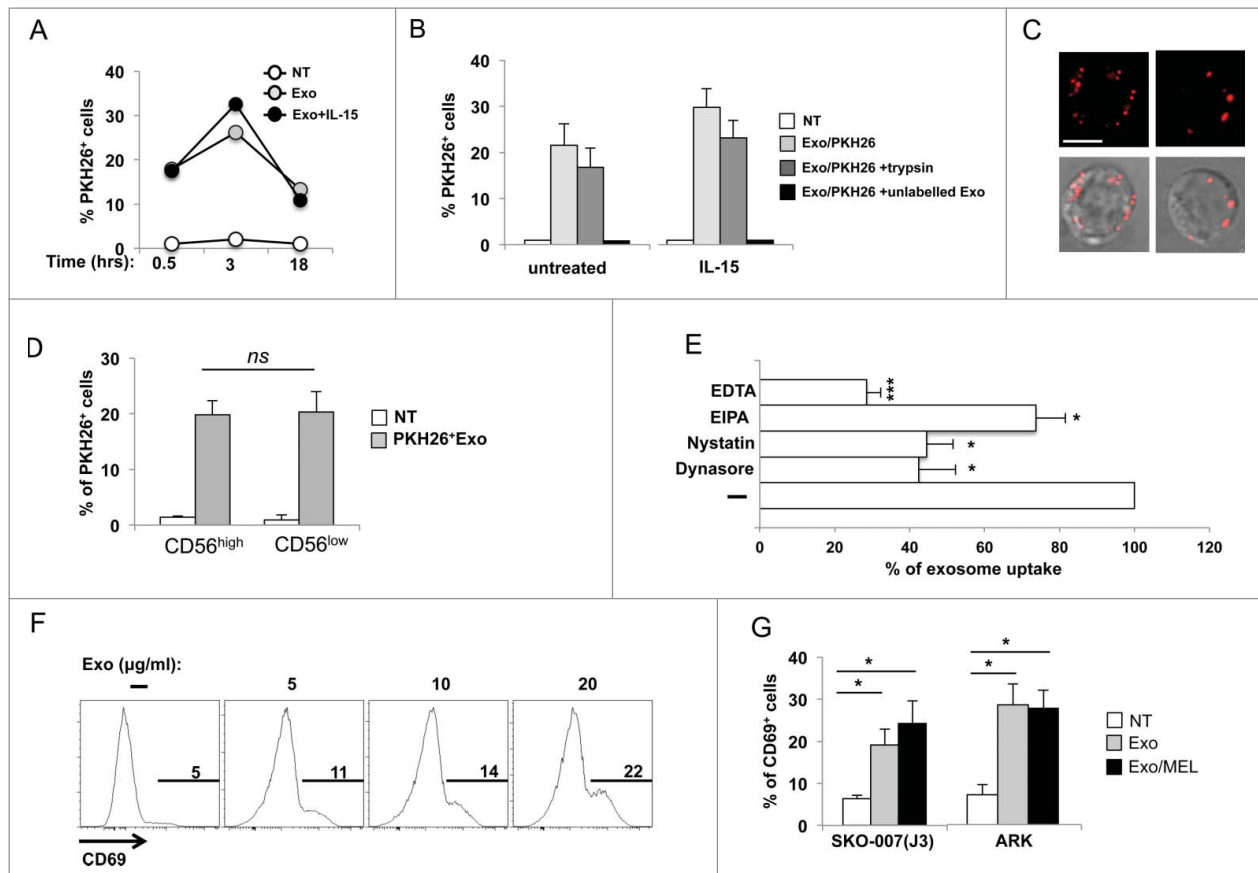 A
% PKH26+ cells
40
30
20
10
0
NT
Exo
Exo+IL-15
Time (hrs): 0.5 3 18
B
% PKH26+ cells
40
30
20
10
0
NT
Exo/PKH26
Exo/PKH26 +trypsin
Exo/PKH26 +unlabelled Exo
untreated IL-15
C
D
% of PKH26+ cells
30
20
10
0
ns
NT
PKH26+Exo
CD56high CD56low
E
EDTA ***
EIPA *
Nystatin *
Dynasore *
–
0 20 40 60 80 100 120
% of exosome uptake
F
Exo (µg/ml):
– 5 10 20
5 11 14 22
CD69
G
% of CD69+ cells
40
30
20
10
0
* *
* *
NT
Exo
Exo/MEL
SKO-007(J3) ARK